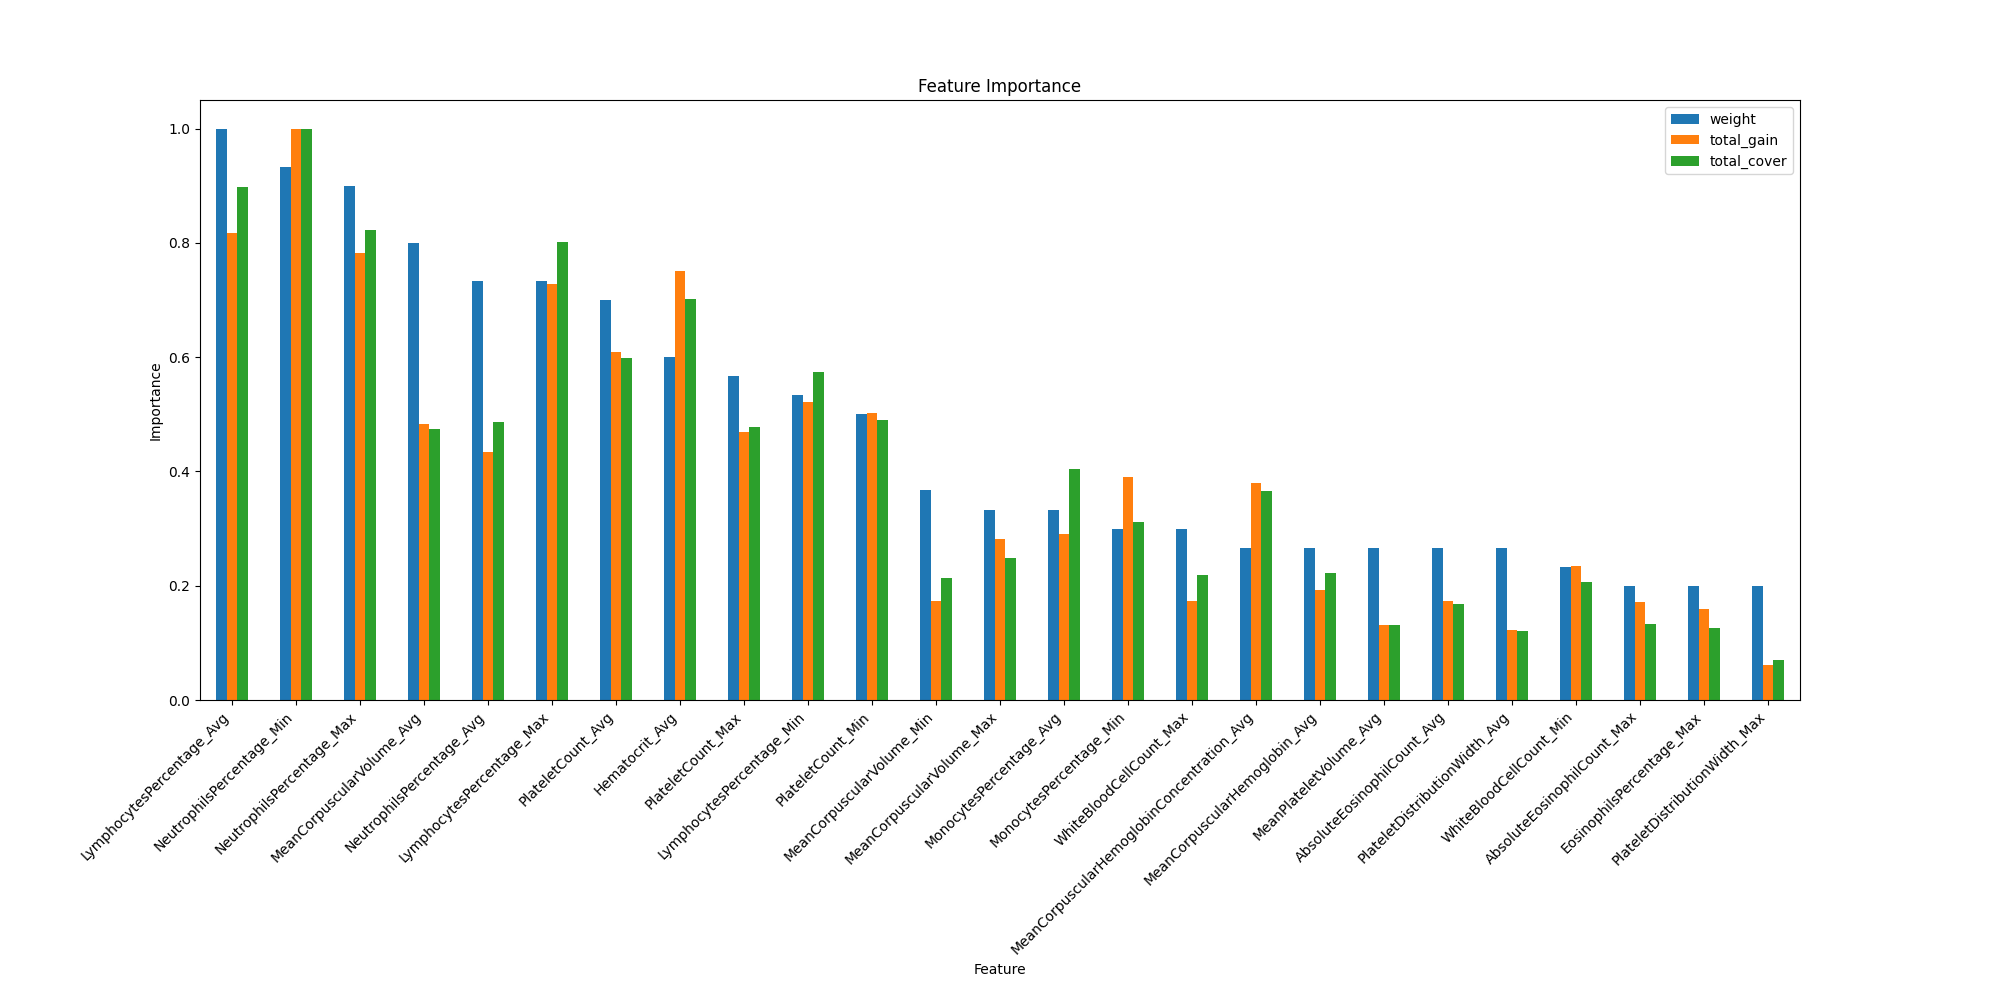 Feature Importance
weight
total_gain
total_cover
1.0
0.8
0.6
0.4
0.2
0.0
Importance
LymphocytesPercentage_Avg
NeutrophilsPercentage_Min
NeutrophilsPercentage_Max
MeanCorpuscularVolume_Avg
NeutrophilsPercentage_Avg
LymphocytesPercentage_Max
PlateletCount_Avg
Hematocrit_Avg
PlateletCount_Max
LymphocytesPercentage_Min
PlateletCount_Min
MeanCorpuscularVolume_Min
MeanCorpuscularVolume_Max
MonocytesPercentage_Avg
MonocytesPercentage_Min
WhiteBloodCellCount_Max
MeanCorpuscularHemoglobinConcentration_Avg
MeanCorpuscularHemoglobin_Avg
MeanPlateletVolume_Avg
AbsoluteEosinophilCount_Avg
PlateletDistributionWidth_Avg
WhiteBloodCellCount_Min
AbsoluteEosinophilCount_Max
EosinophilsPercentage_Max
PlateletDistributionWidth_Max
Feature